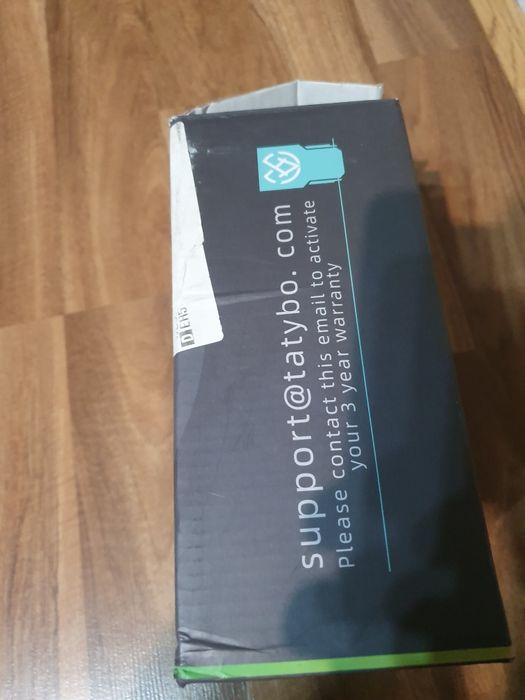 support@tatybo. com
Please contact this email to activate
your 3 year warranty